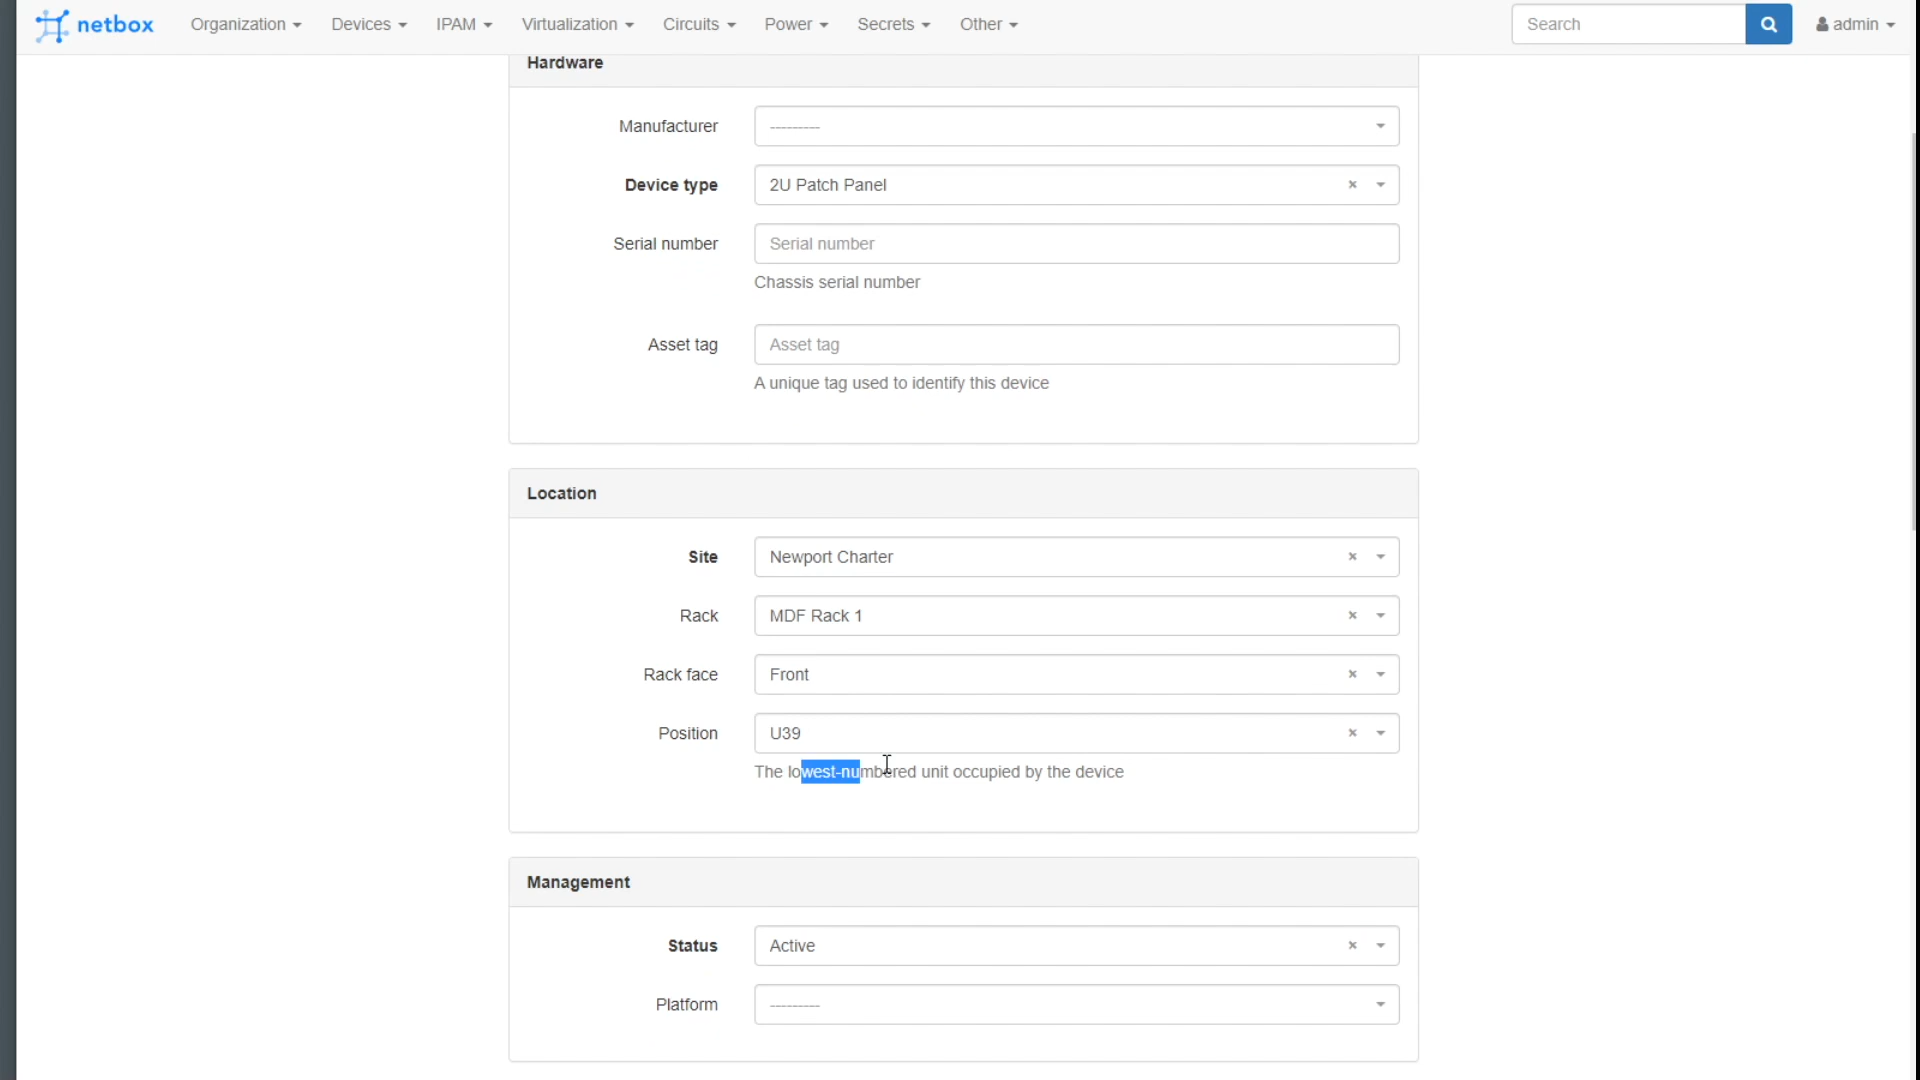 netbox
Organization
Devices
IPAM
Virtualization
Circuits
Power
Secrets
Other
Search
admin
Hardware
Manufacturer
---------
Device type
2U Patch Panel
Serial number
Serial number
Chassis serial number
Asset tag
Asset tag
A unique tag used to identify this device
Location
Site
Newport Charter
Rack
MDF Rack 1
Rack face
Front
Position
U39
The lowest-numbered unit occupied by the device
Management
Status
Active
Platform
---------